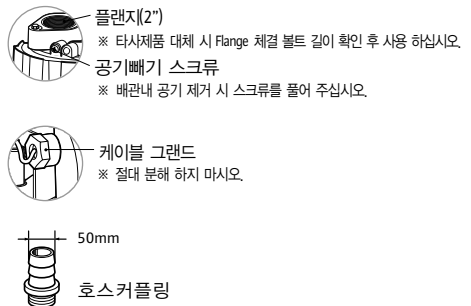 플랜지(2")
※ 타사제품 대체 시 Flange 체결 볼트 길이 확인 후 사용 하십시오.
공기빼기 스크류
※ 배관내 공기 제거 시 스크류를 풀어 주십시오.
케이블 그랜드
※ 절대 분해 하지 마시오.
50mm
호스커플링